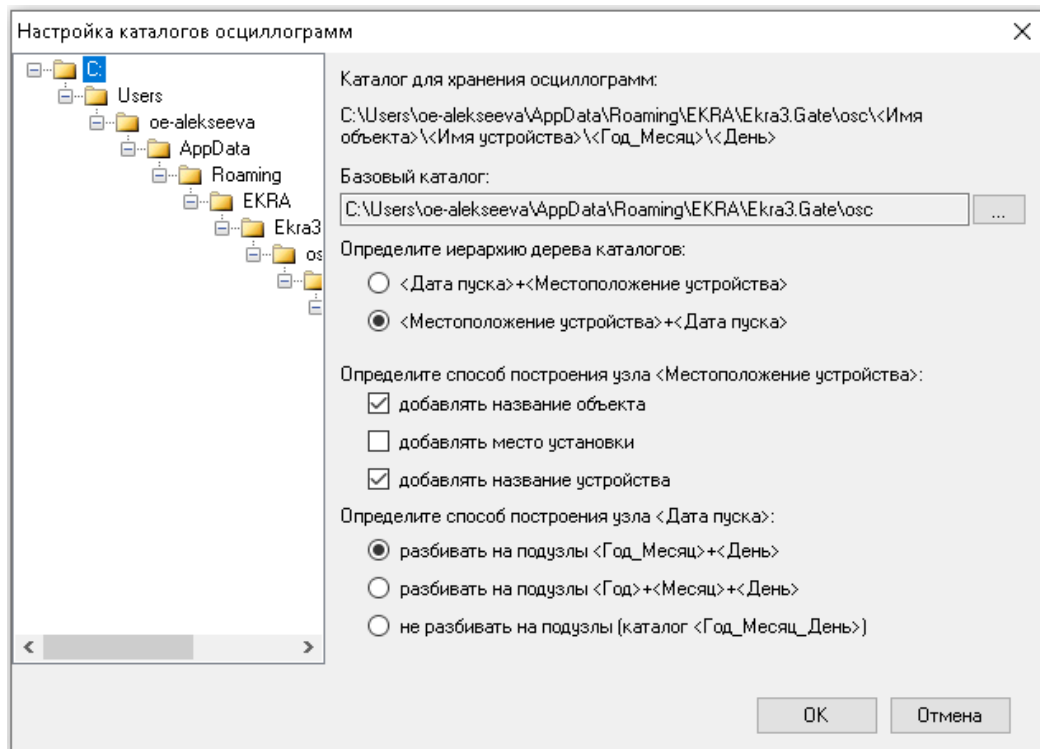 Настройка каталогов осциллограмм
C:
Users
oe-alekseeva
AppData
Roaming
EKRA
Ekra3
os
Каталог для хранения осциллограмм:
C:\Users\oe-alekseeva\AppData\Roaming\EKRA\Ekra3.Gate\osc\<Имя
объекта>\<Имя устройства>\<Год_Месяц>\<День>
Базовый каталог:
C:\Users\oe-alekseeva\AppData\Roaming\EKRA\Ekra3.Gate\osc
...
Определите иерархию дерева каталогов:
<Дата пуска>+<Местоположение устройства>
<Местоположение устройства>+<Дата пуска>
Определите способ построения узла <Местоположение устройства>:
добавлять название объекта
добавлять место установки
добавлять название устройства
Определите способ построения узла <Дата пуска>:
разбивать на подузлы <Год_Месяц>+<День>
разбивать на подузлы <Год>+<Месяц>+<День>
не разбивать на подузлы (каталог <Год_Месяц_День>)
OK
Отмена